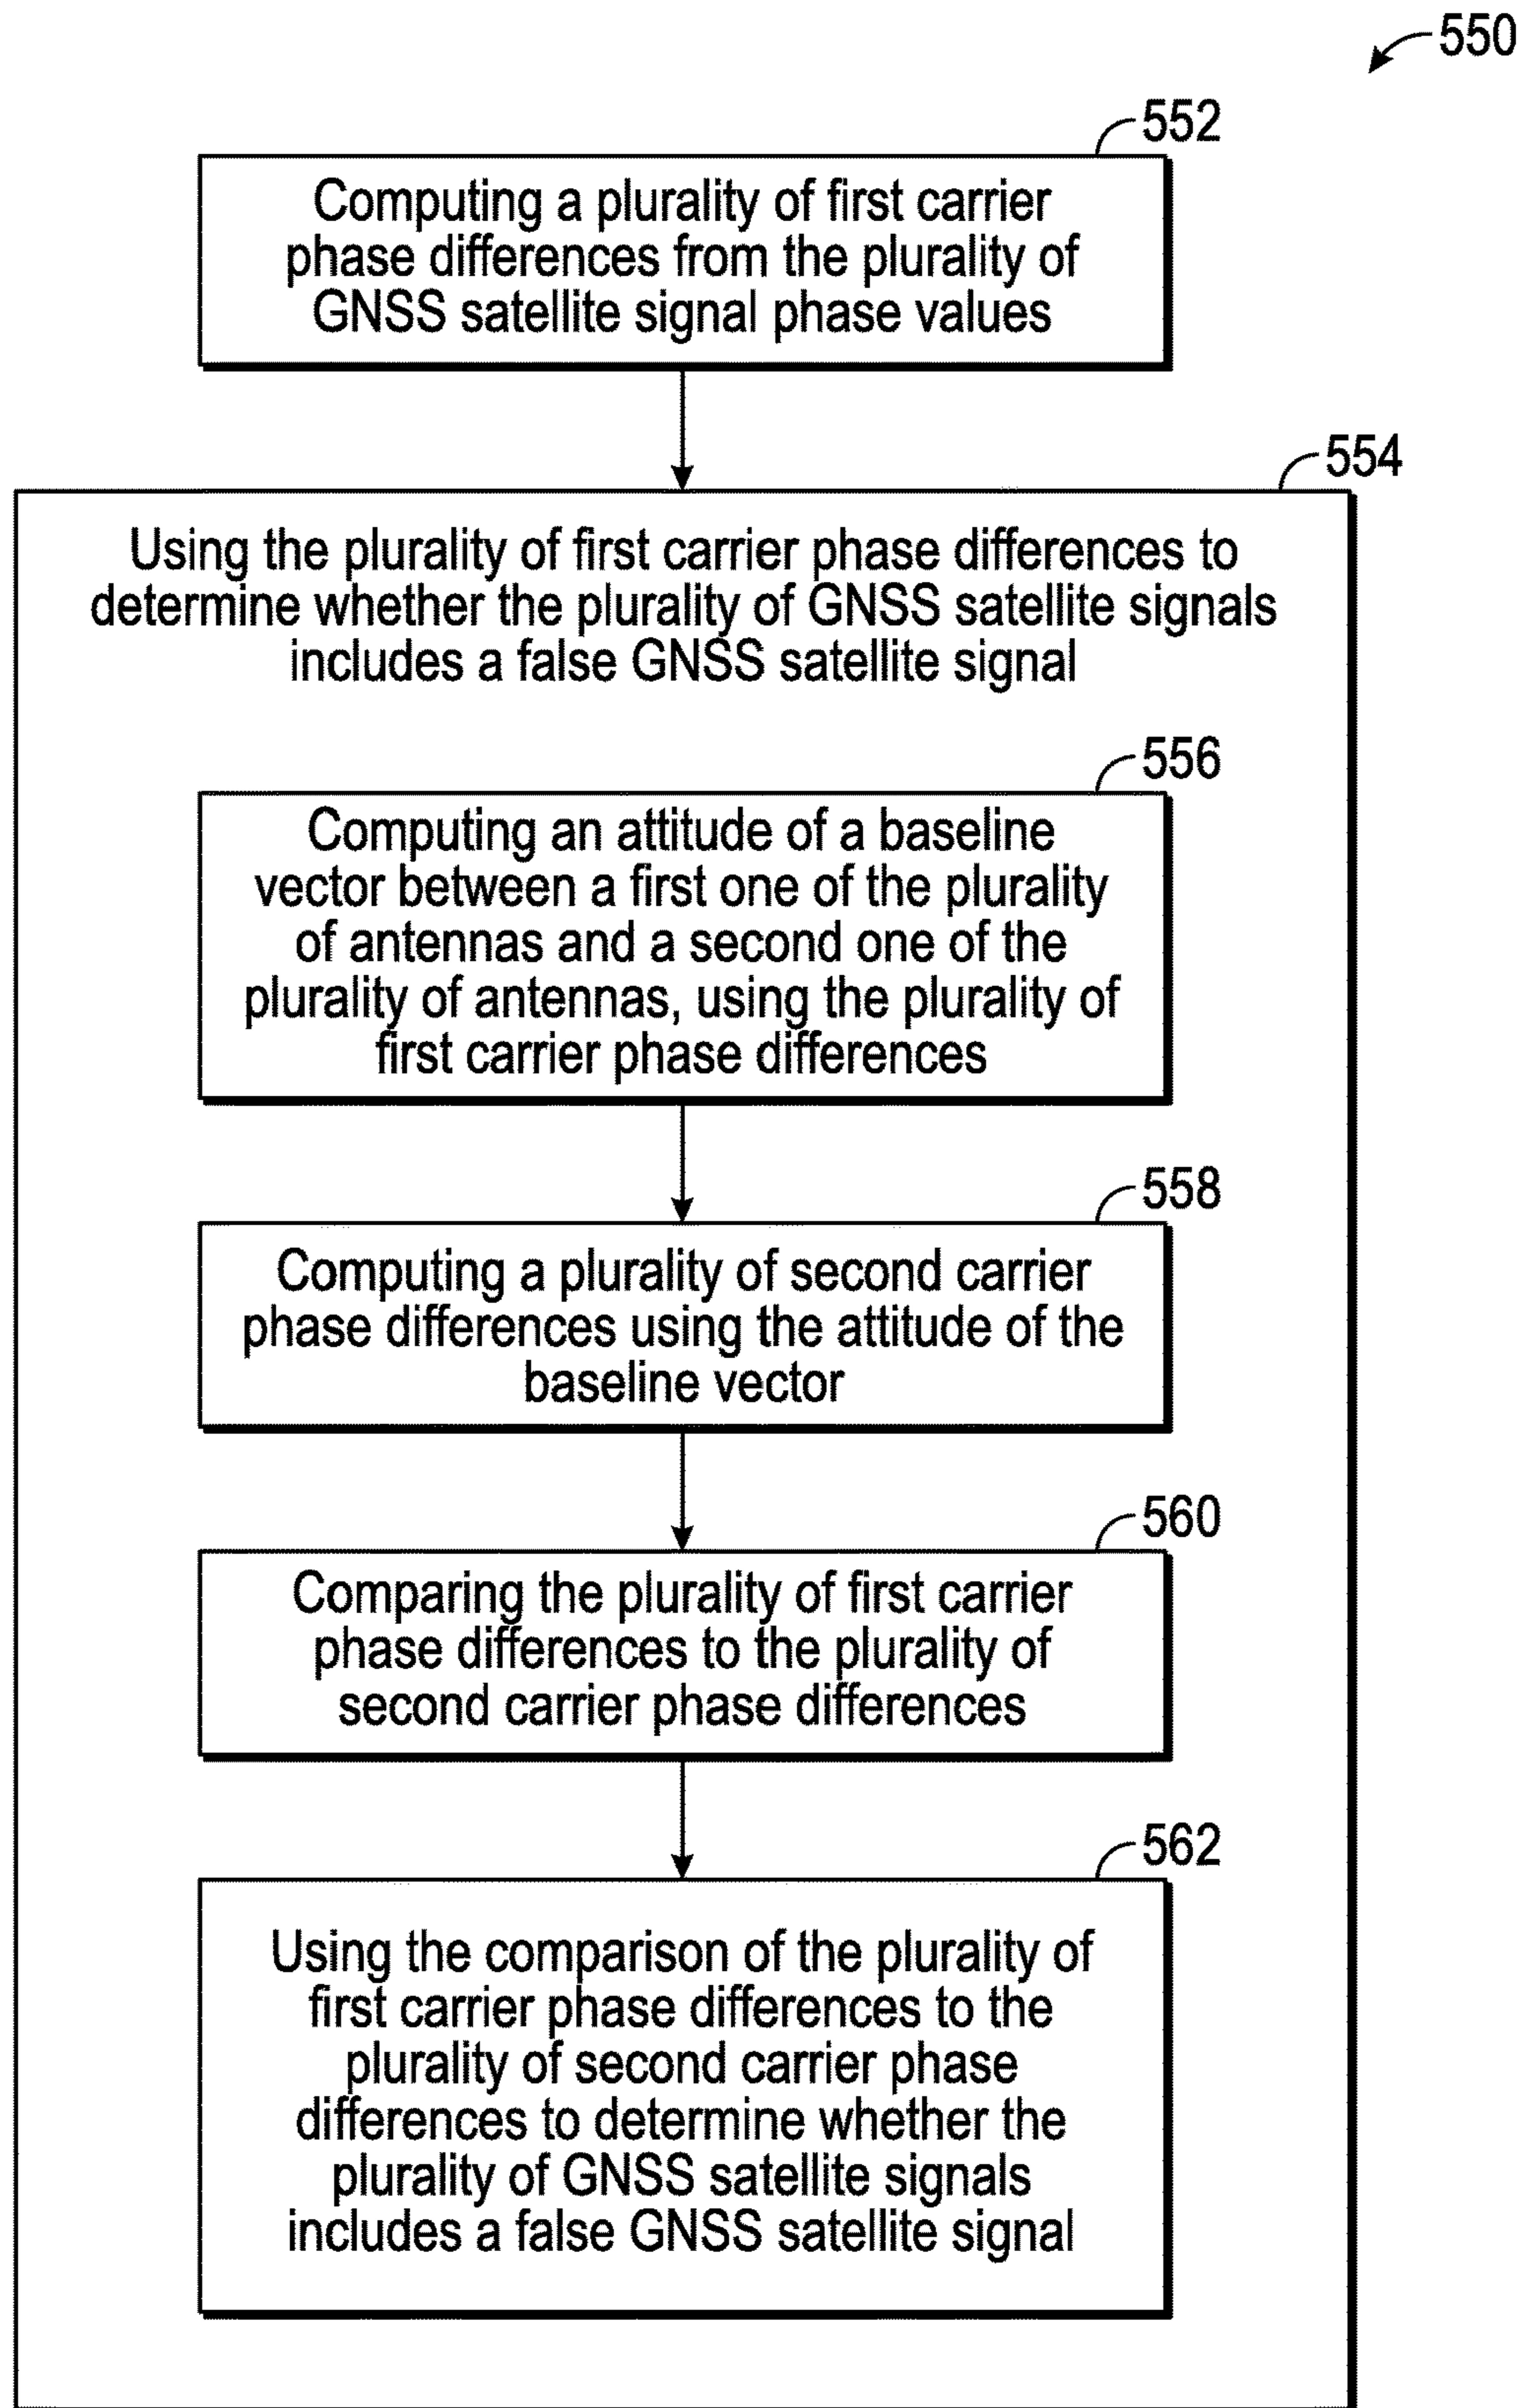 550
552
Computing a plurality of first carrier
phase differences from the plurality of
GNSS satellite signal phase values
554
Using the plurality of first carrier phase differences to
determine whether the plurality of GNSS satellite signals
includes a false GNSS satellite signal
556
Computing an attitude of a baseline
vector between a first one of the plurality
of antennas and a second one of the
plurality of antennas, using the plurality of
first carrier phase differences
558
Computing a plurality of second carrier
phase differences using the attitude of the
baseline vector
560
Comparing the plurality of first carrier
phase differences to the plurality of
second carrier phase differences
562
Using the comparison of the plurality of
first carrier phase differences to the
plurality of second carrier phase
differences to determine whether the
plurality of GNSS satellite signals
includes a false GNSS satellite signal